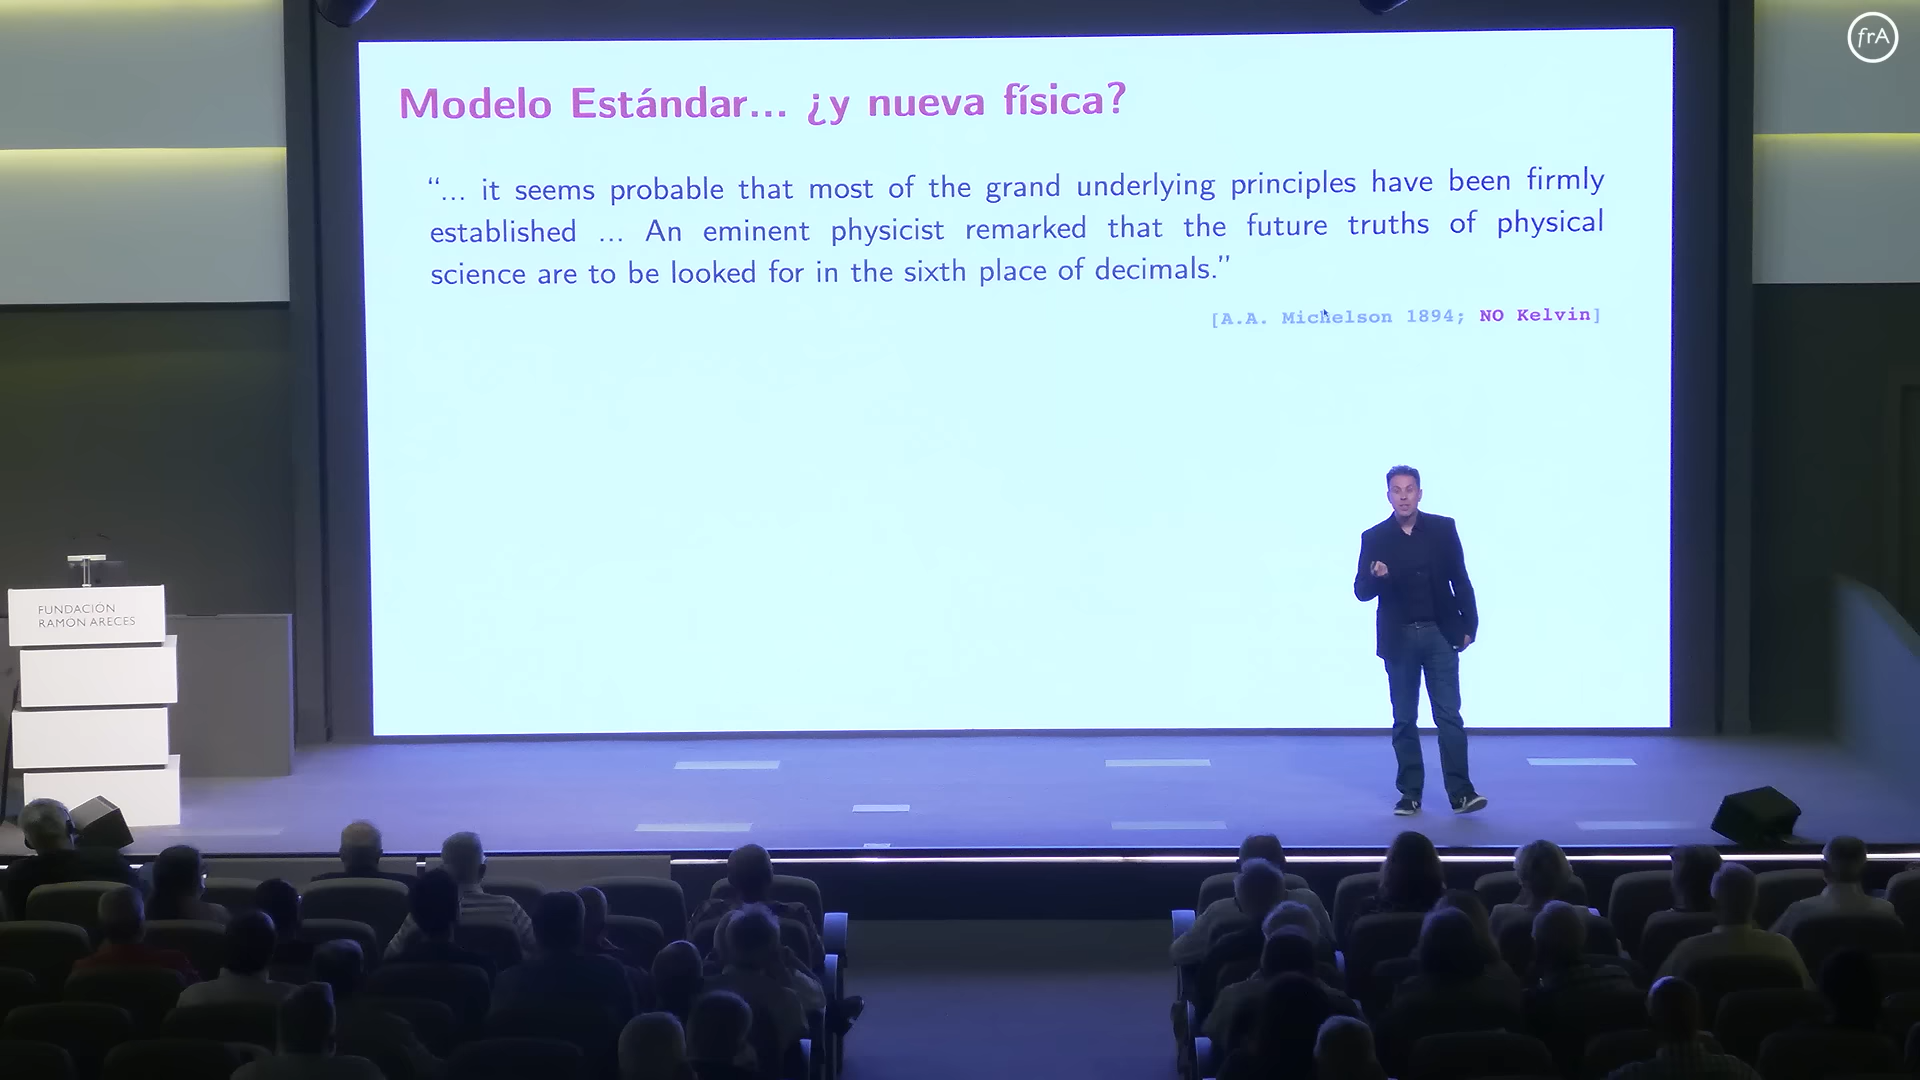 frA
Modelo Estándar... ¿y nueva física?
“... it seems probable that most of the grand underlying principles have been firmly
established ... An eminent physicist remarked that the future truths of physical
science are to be looked for in the sixth place of decimals.”
[A.A. Michelson 1894; NO Kelvin]
FUNDACIÓN
RAMÓN ARECES